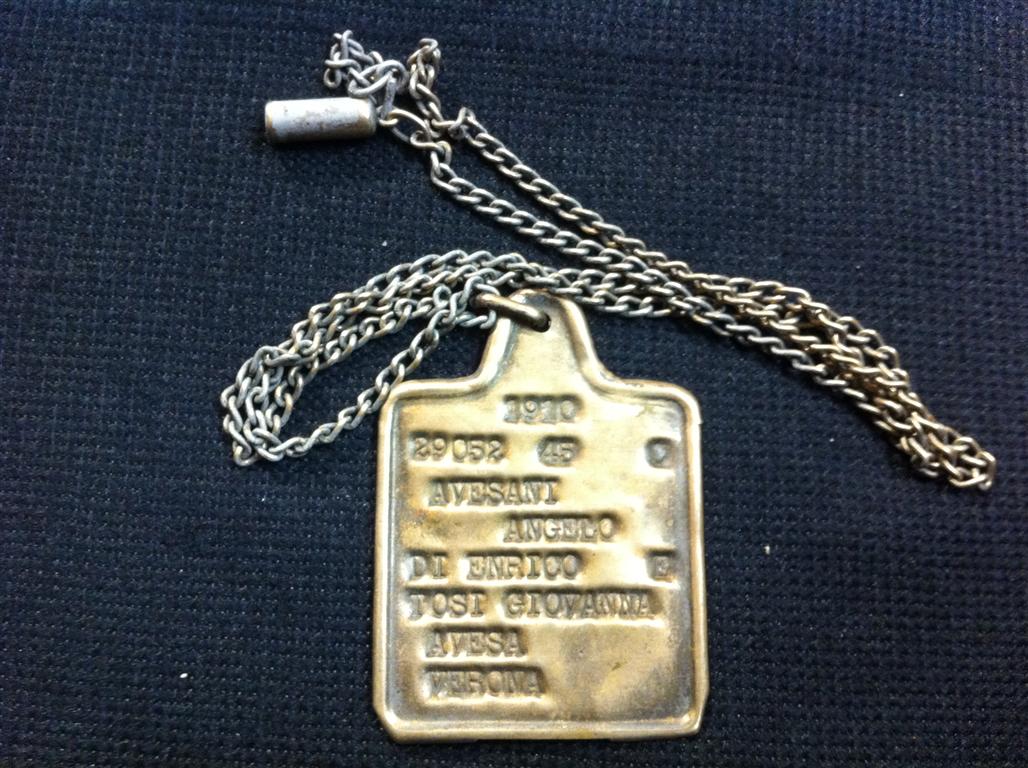 1910
29052 45 C
AVESANI
ANGELO
DI ENRICO E
TOSI GIOVANNA
AVESA
VERONA